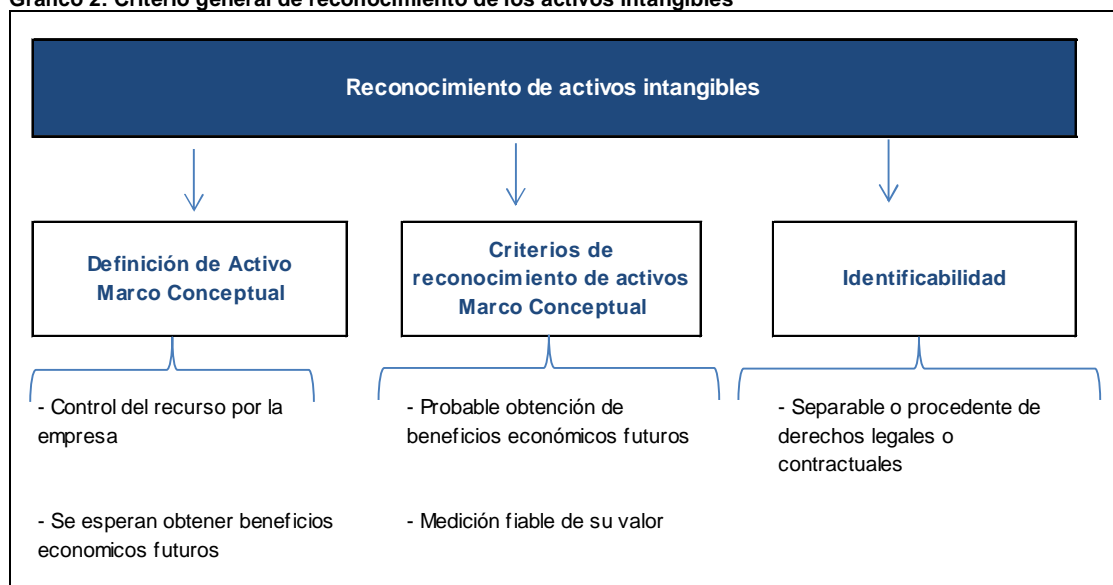 Gráfico 2: Criterio general de reconocimiento de los activos intangibles
Reconocimiento de activos intangibles
Definición de Activo
Marco Conceptual
Criterios de
reconocimiento de activos
Marco Conceptual
Identificabilidad
- Control del recurso por la
empresa
- Se esperan obtener beneficios
economicos futuros
- Probable obtención de
beneficios económicos futuros
- Medición fiable de su valor
- Separable o procedente de
derechos legales o
contractuales